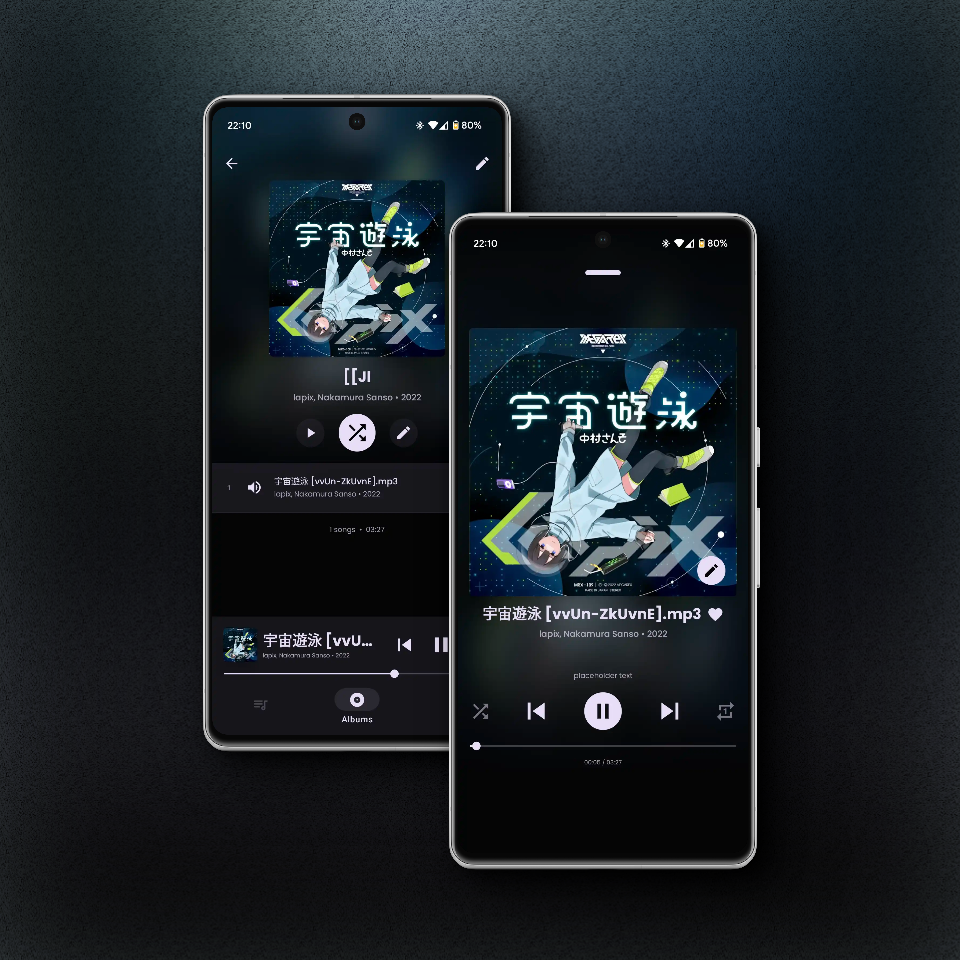 22:10
80%
宇宙遊泳
中村さんそ
lapix
[[JI
lapix, Nakamura Sanso • 2022
1
宇宙遊泳 [vvUn-ZkUvnE].mp3
lapix, Nakamura Sanso • 2022
1 songs • 03:27
宇宙遊泳 [vvU...
lapix, Nakamura Sanso • 2022
Albums
22:10
80%
宇宙遊泳
中村さんそ
lapix
宇宙遊泳 [vvUn-ZkUvnE].mp3
lapix, Nakamura Sanso • 2022
placeholder text
00:05 / 03:27